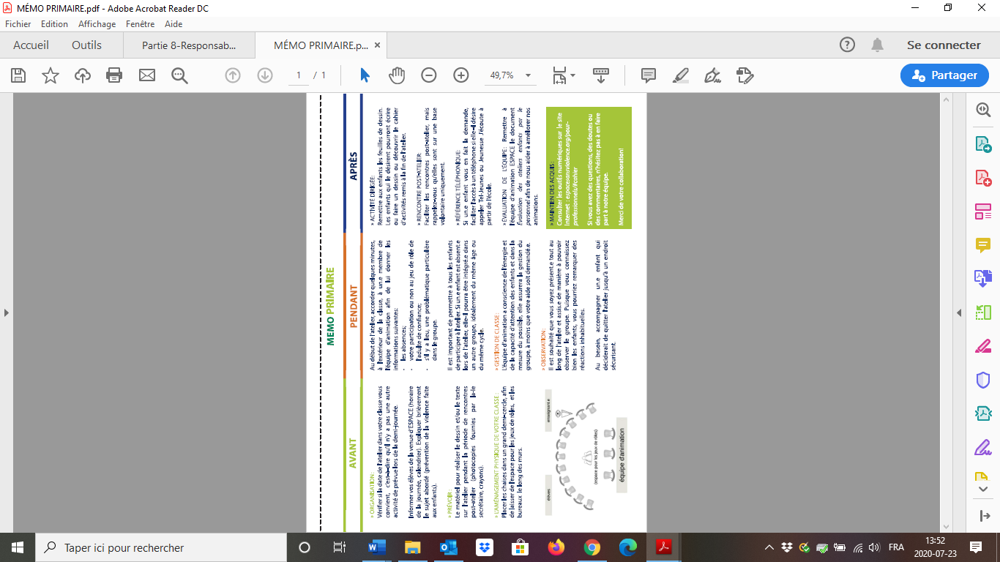 MÉMO PRIMAIRE.pdf - Adobe Acrobat Reader DC
Fichier Edition Affichage Fenêtre Aide
Accueil Outils Partie 8-Responsab... MÉMO PRIMAIRE.p... × Se connecter
1 / 1 49,7% Partager
MEMO PRIMAIRE
AVANT
» ORGANISATION:
Vérifier si la date de l'atelier dans votre classe vous
convient, c'est-à-dire qu'il n'y a pas une autre
activité de prévue lors de la demi-journée.
Informer vos élèves de la venue d'ESPACE (horaire
de la journée, calendrier). Expliquer brièvement
le sujet abordé (prévention de la violence faite
aux enfants).
» PRÉVOIR :
Le matériel pour réaliser le dessin et/ou le texte
sur l'atelier pendant la période de rencontres
post-atelier (photocopies fournies par la-le
secrétaire, crayons).
» L'AMÉNAGEMENT PHYSIQUE DE VOTRE CLASSE :
Placer les chaises dans un grand demi-cercle, afin
de laisser de l'espace pour les jeux de rôles, et les
bureaux le long des murs.
élèves
enseignant.e
(espace pour les jeux de rôles)
équipe d'animation
PENDANT
Au début de l'atelier, accorder quelques minutes,
à l'extérieur de la classe, à un.e membre de
l'équipe d'animation afin de lui donner les
informations suivantes:
- les absences;
- votre participation ou non au jeu de rôle de
l'adulte de confiance;
- s'il y a lieu, une problématique particulière
dans le groupe.
Il est important de permettre à tous les enfants
de participer à l'atelier. Si un.e enfant est absent.e
lors de l'atelier, elle-il pourra être intégré.e dans
un autre groupe, idéalement du même âge ou
du même cycle.
» GESTION DE CLASSE:
L'équipe d'animation a conscience de l'énergie et
de la capacité d'attention des enfants et dans la
mesure du possible, elle assurera la gestion du
groupe, à moins que votre aide soit demandé.e.
» OBSERVATION:
Il est souhaité que vous soyez présent.e tout au
long de l'atelier et assis.e de manière à pouvoir
observer le groupe. Puisque vous connaissez
bien les enfants, vous pourrez remarquer des
réactions inhabituelles.
Au besoin, accompagner un.e enfant qui
déciderait de quitter l'atelier jusqu'à un endroit
sécurisant.
APRÈS
» ACTIVITÉ DIRIGÉE:
Remettre aux enfants les feuilles de dessin.
Les enfants qui le désirent pourront écrire
ou faire un dessin ou découvrir le cahier
d'activités remis à la fin de l'atelier.
» RENCONTRE POST-ATELIER:
Faciliter les rencontres post-atelier, mais
rappelez-vous qu'elles sont sur une base
volontaire uniquement.
» RÉFÉRENCE TÉLÉPHONIQUE:
Si un.e enfant vous en fait la demande,
faciliter l'accès à un téléphone si elle-il désire
appeler Tel-Jeunes ou Jeunesse J'écoute à
partir de l'école.
» ÉVALUATION DE L'ÉQUIPE: Remettre à
l'équipe d'animation ESPACE le document
Évaluation des ateliers enfants par le
personnel afin de nous aider à améliorer nos
animations.
» MAINTIEN DES ACQUIS:
Consulter les outils numériques sur le site
Internet : espacesansviolence.org/pour-
professionnels/#cahier
Si vous avez des questions, des doutes ou
des commentaires, n'hésitez pas à en faire
part à notre équipe.
Merci de votre collaboration!
Taper ici pour rechercher FRA 13:52
2020-07-23